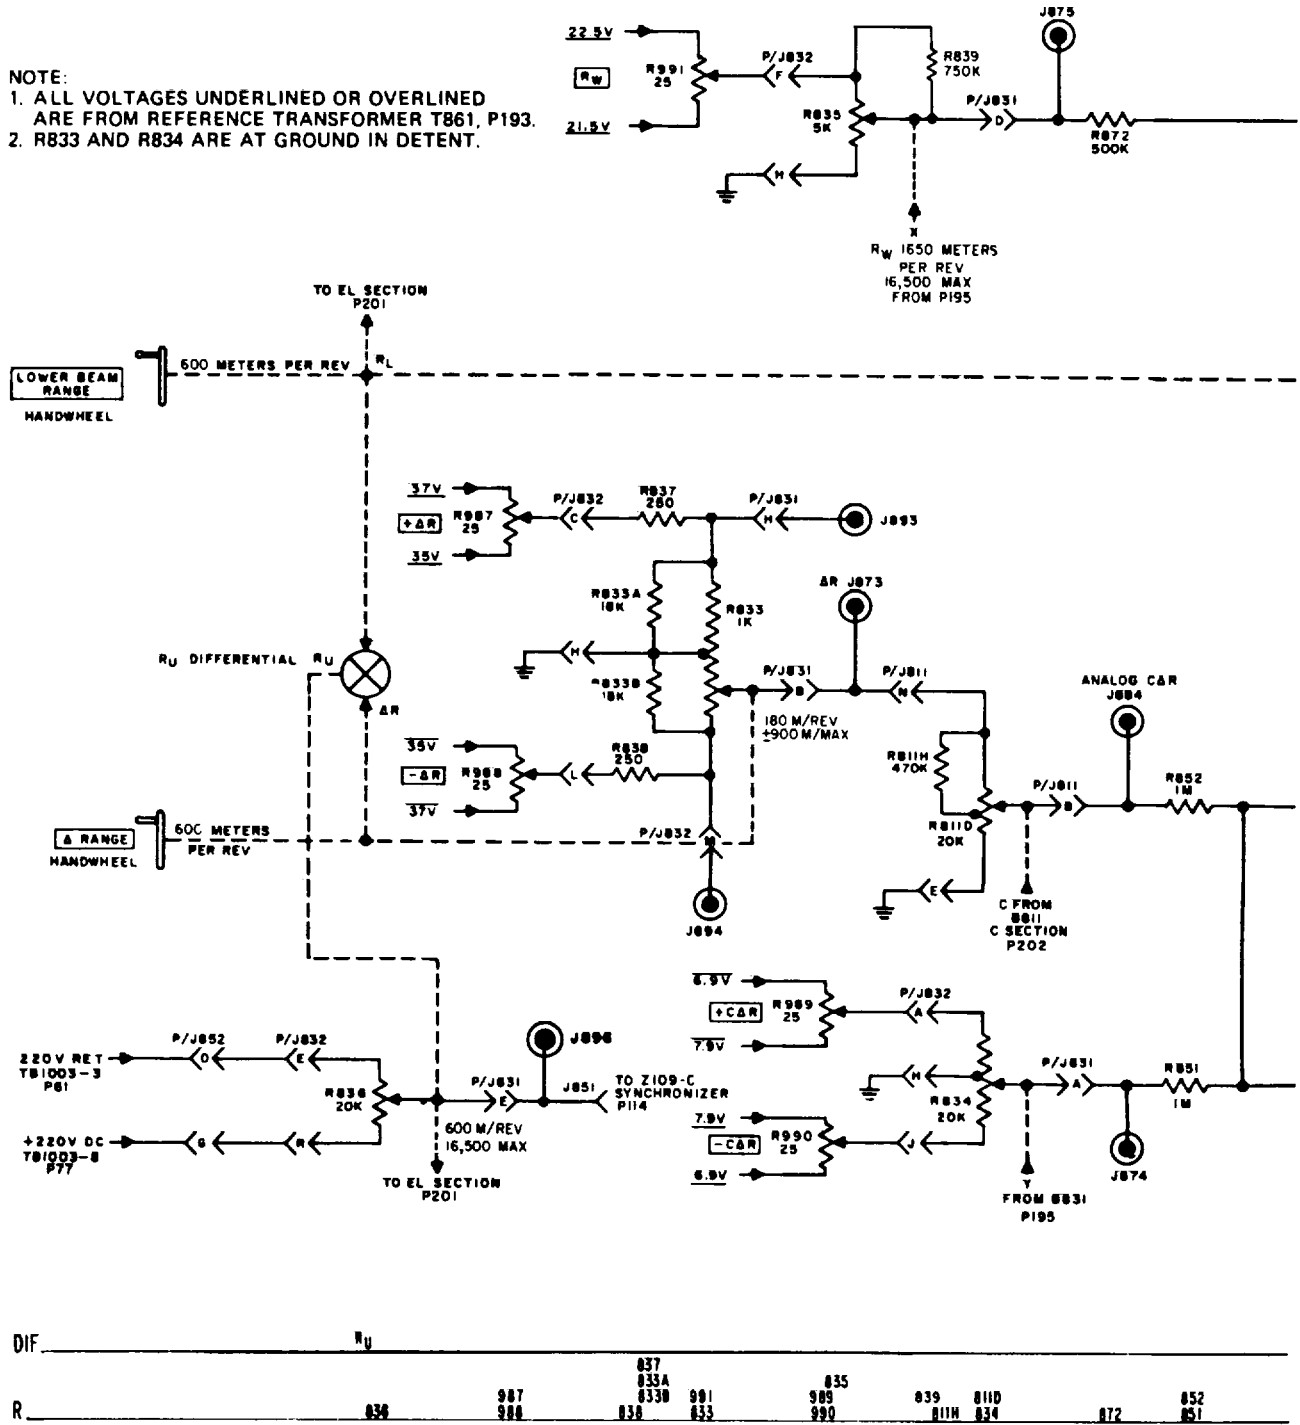 NOTE:
1. ALL VOLTAGES UNDERLINED OR OVERLINED
ARE FROM REFERENCE TRANSFORMER T861, P193.
2. R833 AND R834 ARE AT GROUND IN DETENT.
22.5V
RW
21.5V
R991
25
P/J832
F
R839
750K
R835
5K
H
J875
P/J831
D
R872
500K
X
RW 1650 METERS
PER REV
16,500 MAX
FROM P195
TO EL SECTION
P201
LOWER BEAM
RANGE
HANDWHEEL
600 METERS PER REV
RL
37V
+ΔR
35V
R987
25
P/J832
C
R837
250
P/J831
H
J893
R833A
18K
R833
1K
ΔR J873
RU DIFFERENTIAL
RU
ΔR
H
R833B
18K
P/J831
B
180 M/REV
±900 M/MAX
P/J811
N
ANALOG CΔR
J884
35V
-ΔR
37V
R988
25
L
R838
250
R811H
470K
R811D
20K
P/J811
B
R852
1M
Δ RANGE
HANDWHEEL
600 METERS
PER REV
P/J832
M
J894
E
C FROM
B811
C SECTION
P202
6.9V
+CΔR
7.9V
R989
25
P/J832
A
220V RET
TB1003-3
P61
P/J852
D
P/J832
E
R836
20K
+220V DC
TB1003-8
P77
G
R
P/J831
E
J896
J851
TO Z109-C
SYNCHRONIZER
P114
600 M/REV
16,500 MAX
TO EL SECTION
P201
H
R834
20K
P/J831
A
R851
1M
7.9V
-CΔR
6.9V
R990
25
J
J874
Y
FROM B831
P195
DIF
RU
837
833A 835
987 833B 991 989 839 811D 852
R 836 988 838 833 990 811H 834 872 851